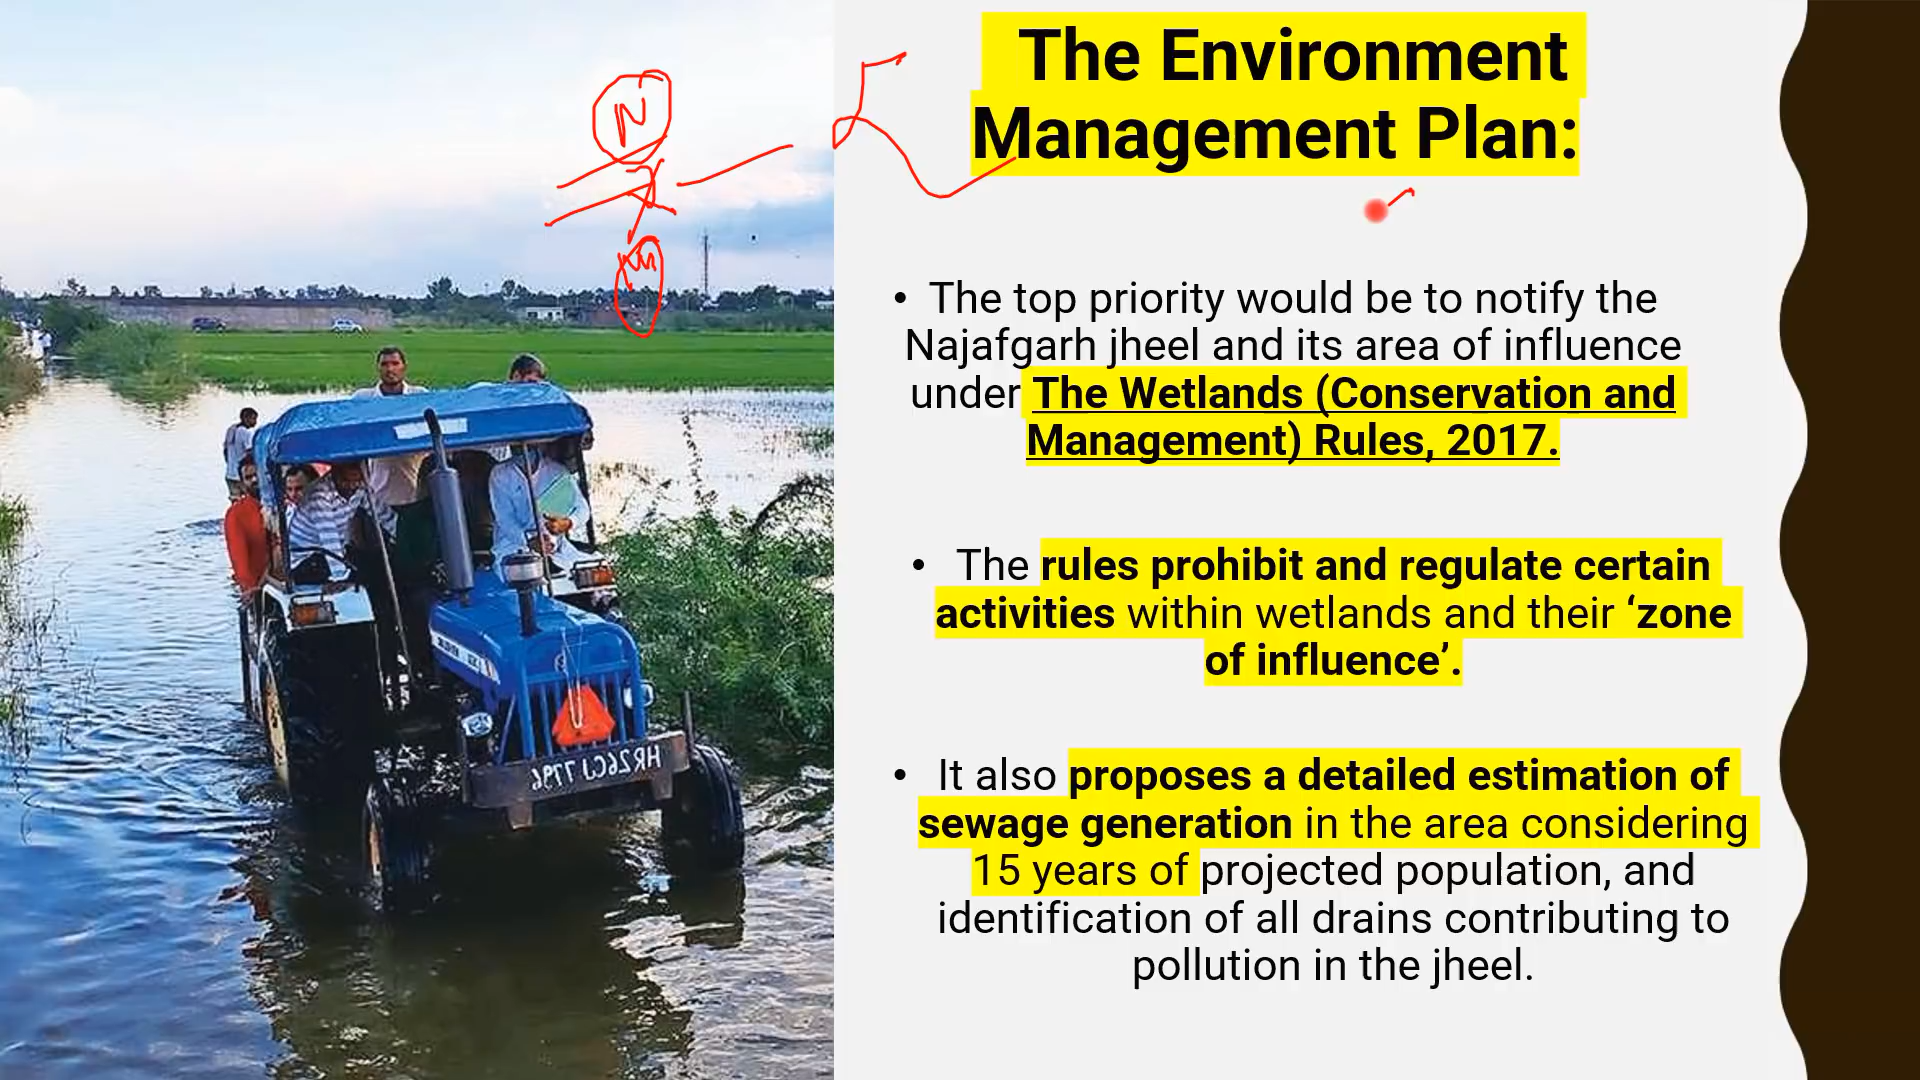 The Environment
Management Plan:
N
• The top priority would be to notify the
Najafgarh jheel and its area of influence
under The Wetlands (Conservation and
Management) Rules, 2017.
• The rules prohibit and regulate certain
activities within wetlands and their ‘zone
of influence’.
• It also proposes a detailed estimation of
sewage generation in the area considering
15 years of projected population, and
identification of all drains contributing to
pollution in the jheel.
HR26CJ 7796